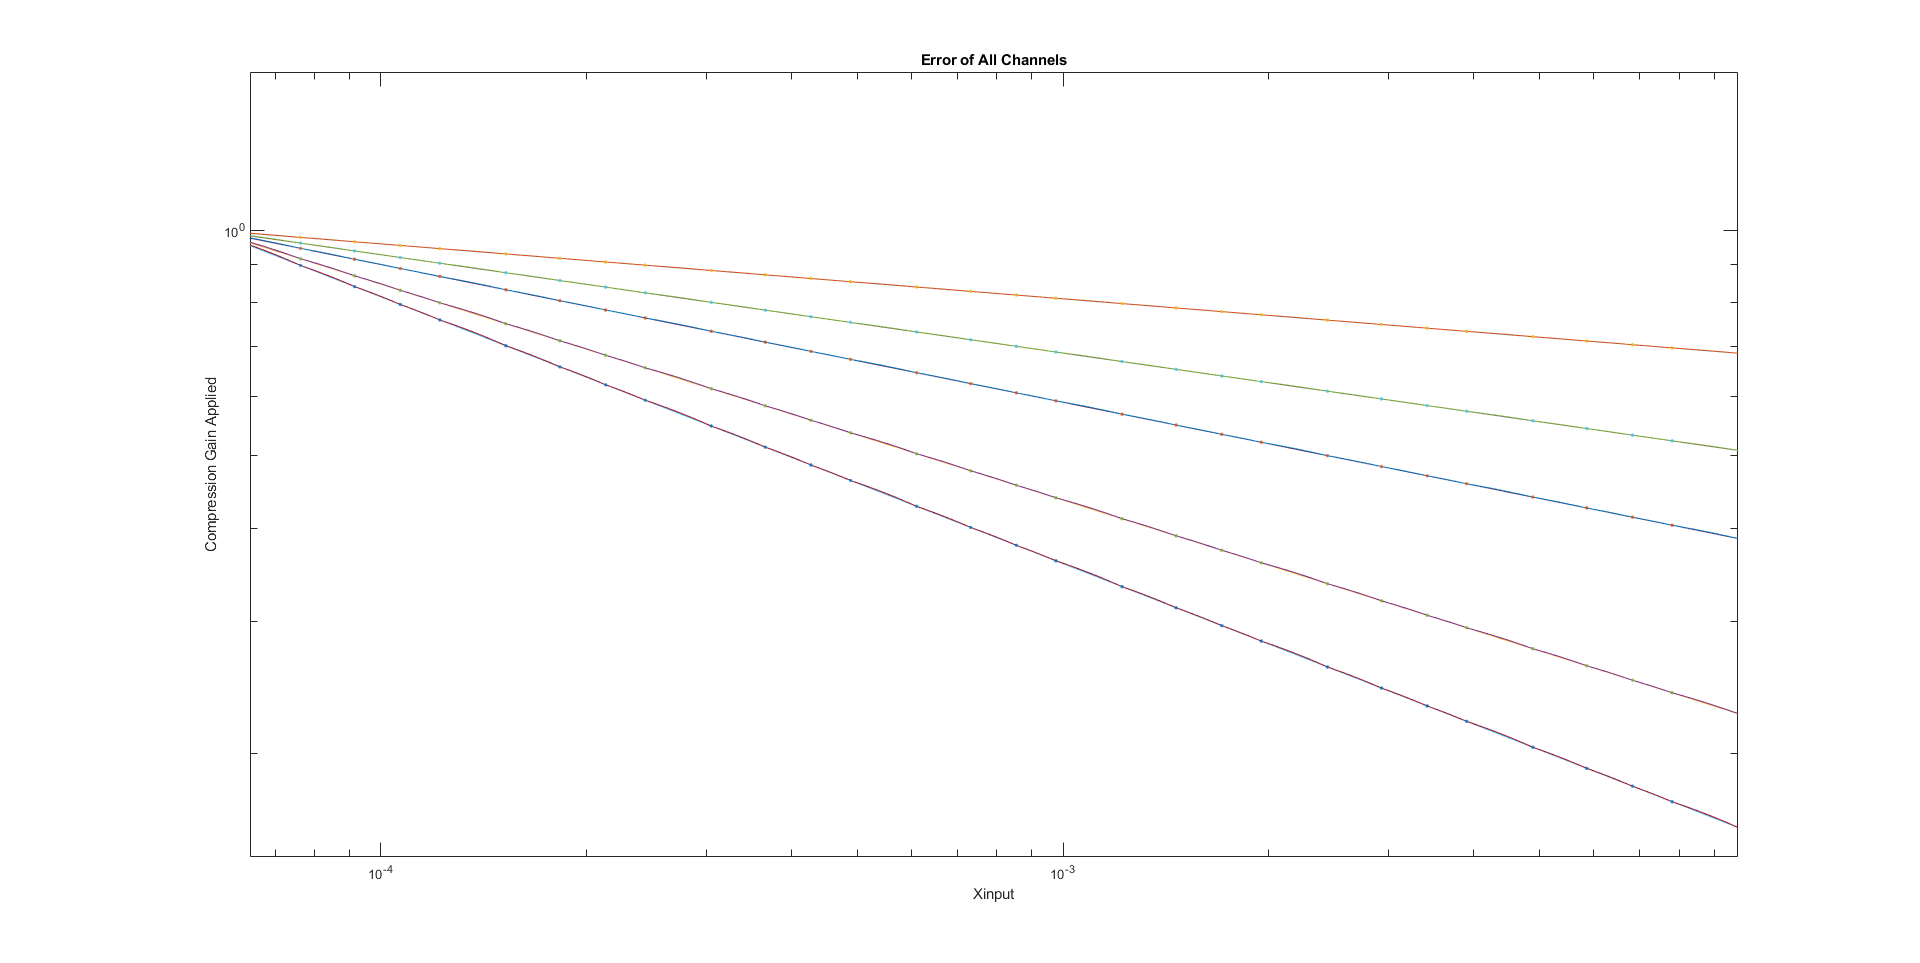 Error of All Channels
10^0
Compression Gain Applied
10^-4
10^-3
Xinput